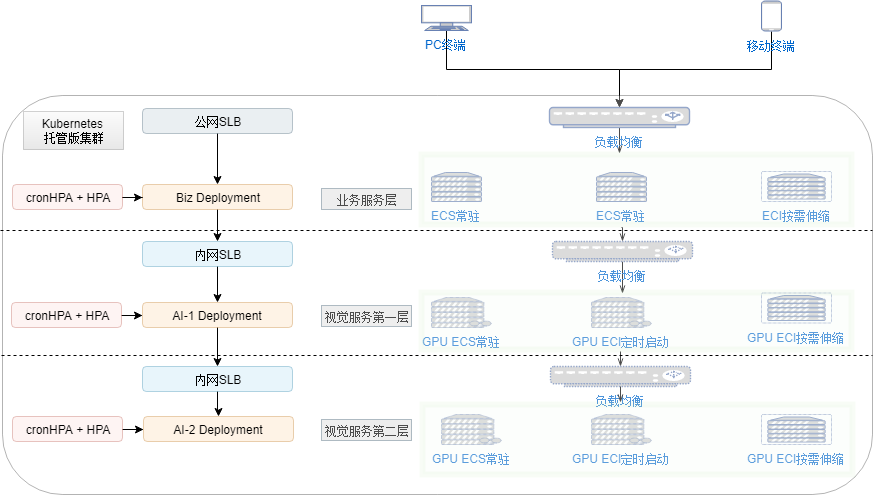 PC终端
移动终端
Kubernetes
托管版集群
公网SLB
负载均衡
cronHPA + HPA
Biz Deployment
业务服务层
ECS常驻
ECS常驻
ECI按需伸缩
内网SLB
负载均衡
cronHPA + HPA
AI-1 Deployment
视觉服务第一层
GPU ECS常驻
GPU ECI定时启动
GPU ECI按需伸缩
内网SLB
负载均衡
cronHPA + HPA
AI-2 Deployment
视觉服务第二层
GPU ECS常驻
GPU ECI定时启动
GPU ECI按需伸缩